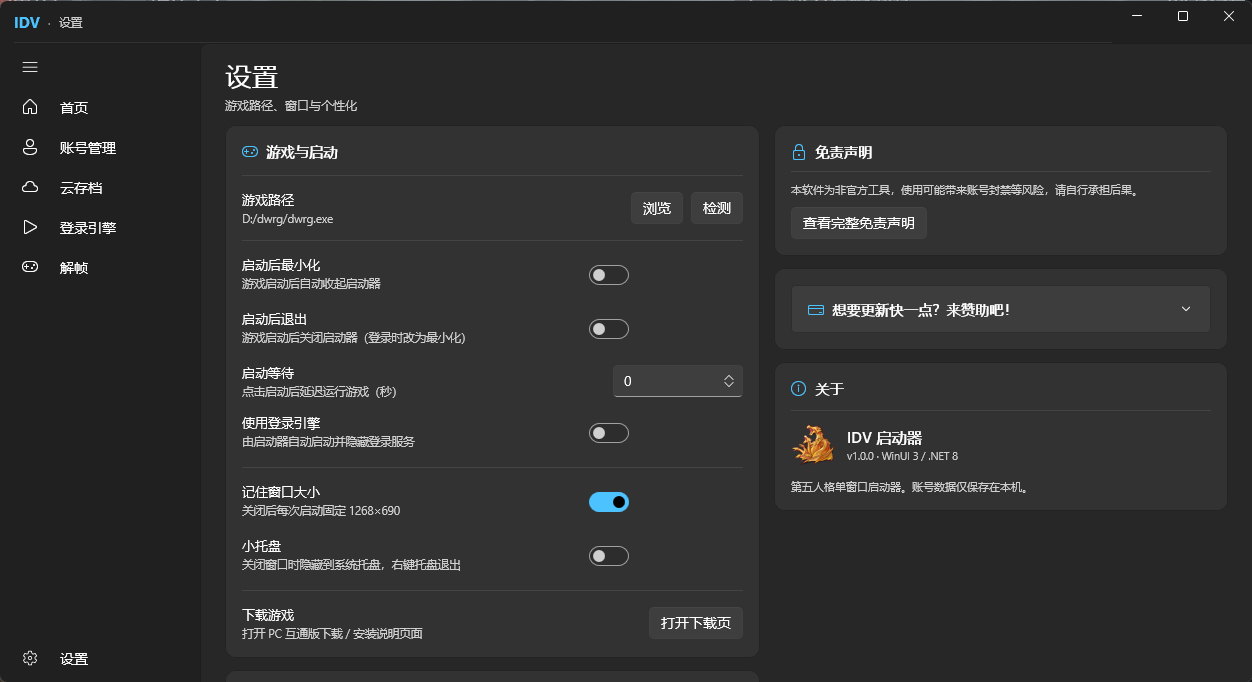 IDV · 设置
首页
账号管理
云存档
登录引擎
解帧
设置
设置
游戏路径、窗口与个性化
游戏与启动
游戏路径
D:/dwrg/dwrg.exe
浏览
检测
启动后最小化
游戏启动后自动收起启动器
启动后退出
游戏启动后关闭启动器（登录时改为最小化）
启动等待
点击启动后延迟运行游戏（秒）
0
使用登录引擎
由启动器自动启动并隐藏登录服务
记住窗口大小
关闭后每次启动固定 1268×690
小托盘
关闭窗口时隐藏到系统托盘，右键托盘退出
下载游戏
打开 PC 互通版下载 / 安装说明页面
打开下载页
免责声明
本软件为非官方工具，使用可能带来账号封禁等风险，请自行承担后果。
查看完整免责声明
想要更新快一点？来赞助吧！
关于
IDV 启动器
v1.0.0 · WinUI 3 / .NET 8
第五人格单窗口启动器。账号数据仅保存在本机。